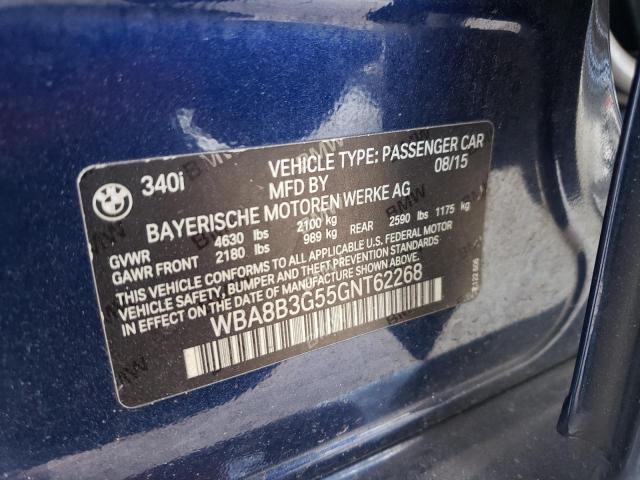 BMW
340i
VEHICLE TYPE: PASSENGER CAR
MFD BY 08/15
BAYERISCHE MOTOREN WERKE AG
GVWR 4630 lbs 2100 kg
GAWR FRONT 2180 lbs 989 kg REAR 2590 lbs 1175 kg
THIS VEHICLE CONFORMS TO ALL APPLICABLE U.S. FEDERAL MOTOR
VEHICLE SAFETY, BUMPER AND THEFT PREVENTION STANDARDS
IN EFFECT ON THE DATE OF MANUFACTURE SHOWN ABOVE.
WBA8B3G55GNT62268